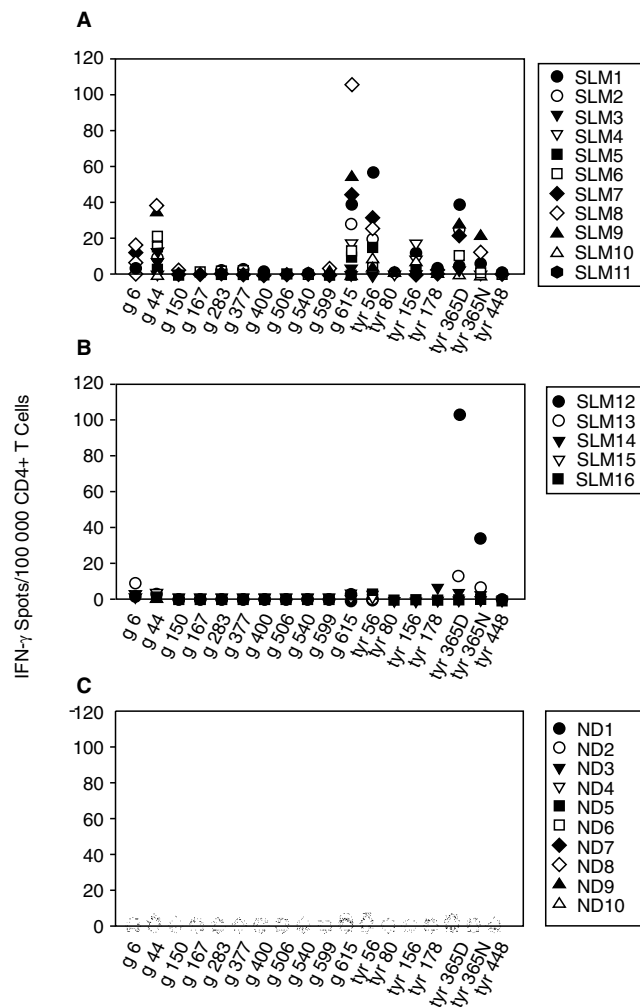 A
120
100
80
60
40
20
0
g 6
g 44
g 150
g 167
g 283
g 377
g 400
g 506
g 540
g 599
g 615
tyr 56
tyr 80
tyr 156
tyr 178
tyr 365D
tyr 365N
tyr 448
SLM1
SLM2
SLM3
SLM4
SLM5
SLM6
SLM7
SLM8
SLM9
SLM10
SLM11
IFN-γ Spots/100 000 CD4+ T Cells
B
120
100
80
60
40
20
0
g 6
g 44
g 150
g 167
g 283
g 377
g 400
g 506
g 540
g 599
g 615
tyr 56
tyr 80
tyr 156
tyr 178
tyr 365D
tyr 365N
tyr 448
SLM12
SLM13
SLM14
SLM15
SLM16
C
120
100
80
60
40
20
0
g 6
g 44
g 150
g 167
g 283
g 377
g 400
g 506
g 540
g 599
g 615
tyr 56
tyr 80
tyr 156
tyr 178
tyr 365D
tyr 365N
tyr 448
ND1
ND2
ND3
ND4
ND5
ND6
ND7
ND8
ND9
ND10